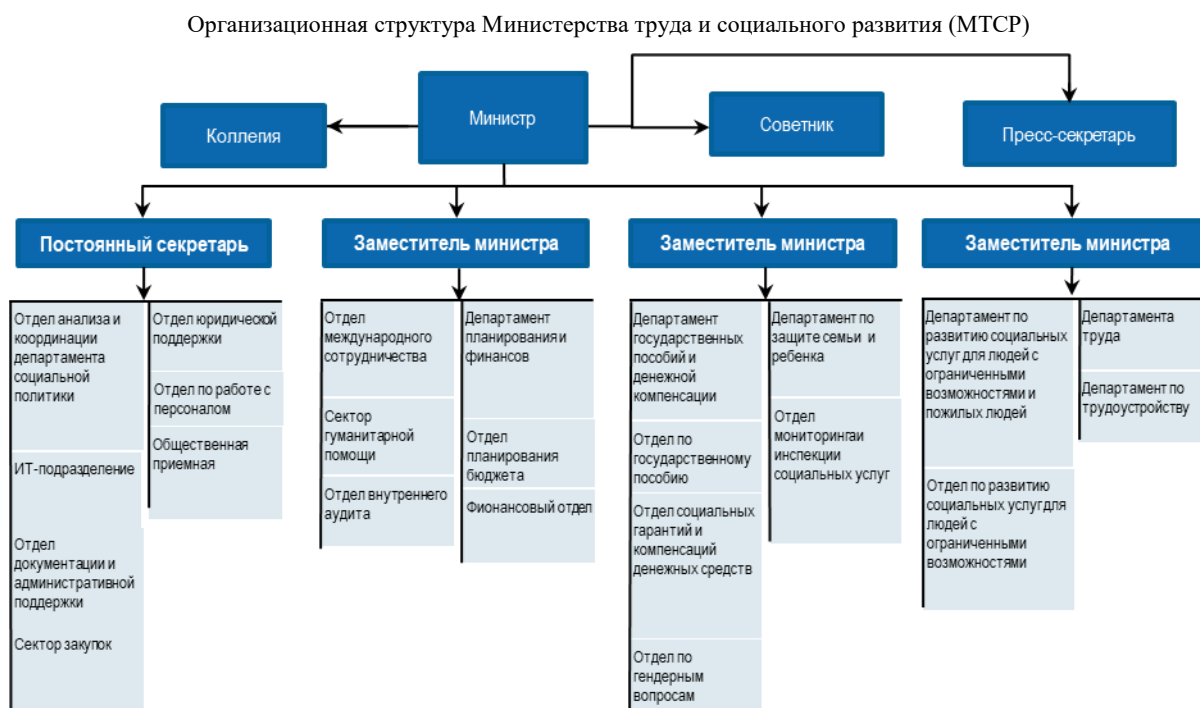 Организационная структура Министерства труда и социального развития (МТСР)
Министр
Коллегия
Советник
Пресс-секретарь
Постоянный секретарь
Заместитель министра
Заместитель министра
Заместитель министра
Отдел анализа и
координации
департамента
социальной
политики
ИТ-подразделение
Отдел
документации и
административной
поддержки
Сектор закупок
Отдел юридической
поддержки
Отдел по работе с
персоналом
Общественная
приемная
Отдел
международного
сотрудничества
Сектор
гуманитарной
помощи
Отдел внутреннего
аудита
Департамент
планирования и
финансов
Отдел
планирования
бюджета
Фионансовый отдел
Департамент
государственных
пособий и
денежной
компенсации
Отдел по
государственному
пособию
Отдел социальных
гарантий и
компенсаций
денежных средств
Отдел по
гендерным
вопросам
Департамент по
защите семьи и
ребенка
Отдел
мониторингаи
инспекции
социальных услуг
Департамент по
развитию социальных
услуг для людей с
ограниченными
возможностями и
пожилых людей
Отдел по развитию
социальных услугдля
людей с
ограниченными
возможностями
Департамента
труда
Департамент по
трудоустройству